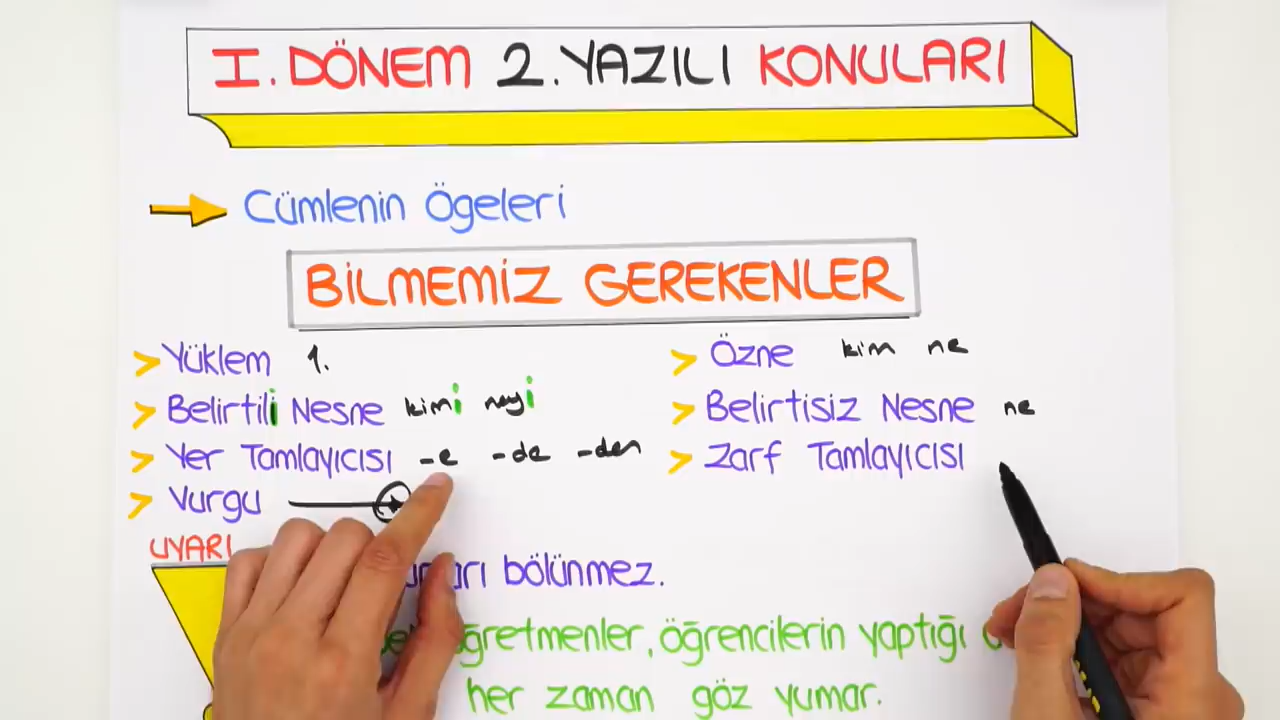 I. DÖNEM 2. YAZILI KONULARI
Cümlenin Ögeleri
BİLMEMİZ GEREKENLER
Yüklem 1.
Özne kim ne
Belirtili Nesne kimi neyi
Belirtisiz Nesne ne
Yer Tamlayıcısı -e -de -den
Zarf Tamlayıcısı
Vurgu
UYARI
bölünmez.
öğretmenler, öğrencilerin yaptığı
her zaman göz yumar.